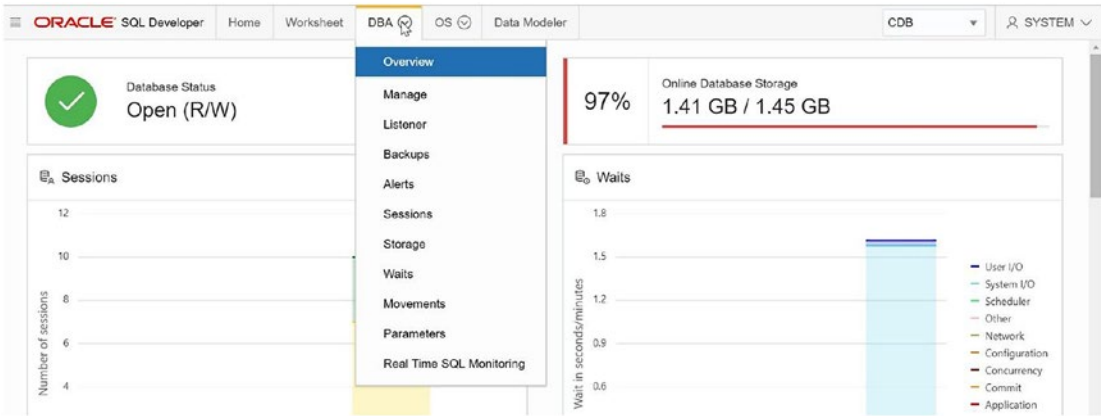 ORACLE SQL Developer Home Worksheet DBA OS Data Modeler CDB SYSTEM
Overview
Manage
Listener
Backups
Alerts
Sessions
Storage
Waits
Movements
Parameters
Real Time SQL Monitoring
Database Status
Open (R/W)
97%
Online Database Storage
1.41 GB / 1.45 GB
Sessions
12
10
8
6
4
Number of sessions
Waits
1.8
1.5
1.2
0.9
0.6
Wait in seconds/minutes
User I/O
System I/O
Scheduler
Other
Network
Configuration
Concurrency
Commit
Application